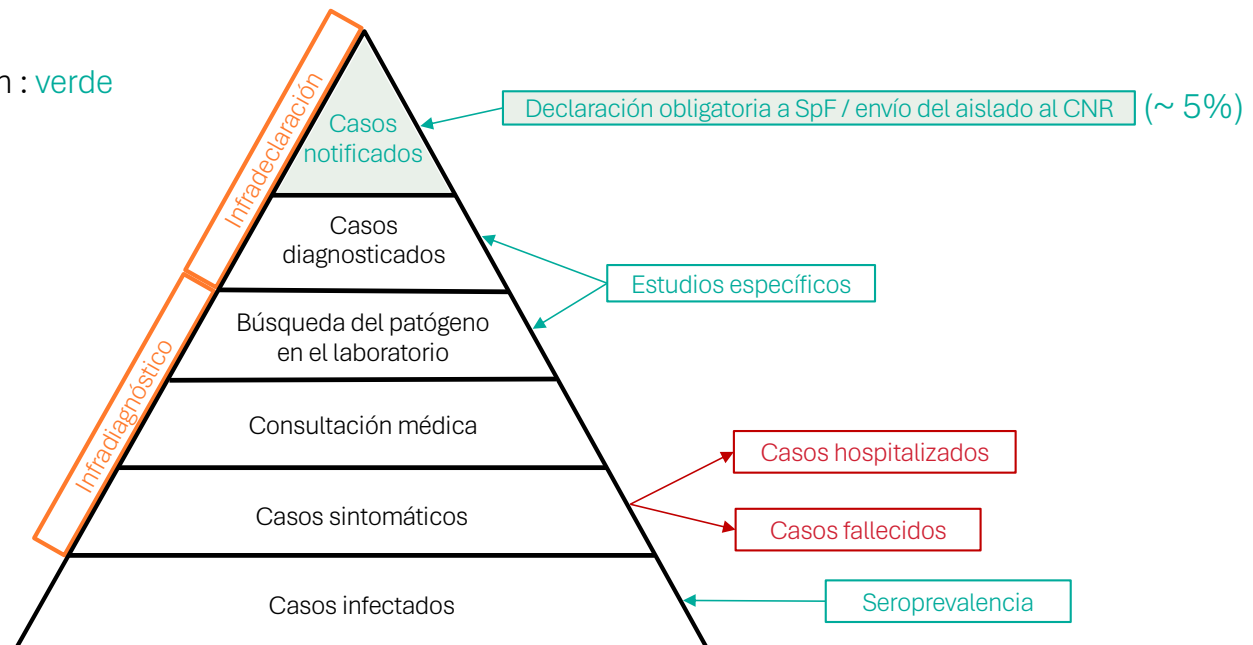 n : verde
Infradeclaración
Casos
notificados
Declaración obligatoria a SpF / envío del aislado al CNR
(~ 5%)
Casos
diagnosticados
Estudios específicos
Infradiagnóstico
Búsqueda del patógeno
en el laboratorio
Consultación médica
Casos hospitalizados
Casos sintomáticos
Casos fallecidos
Casos infectados
Seroprevalencia